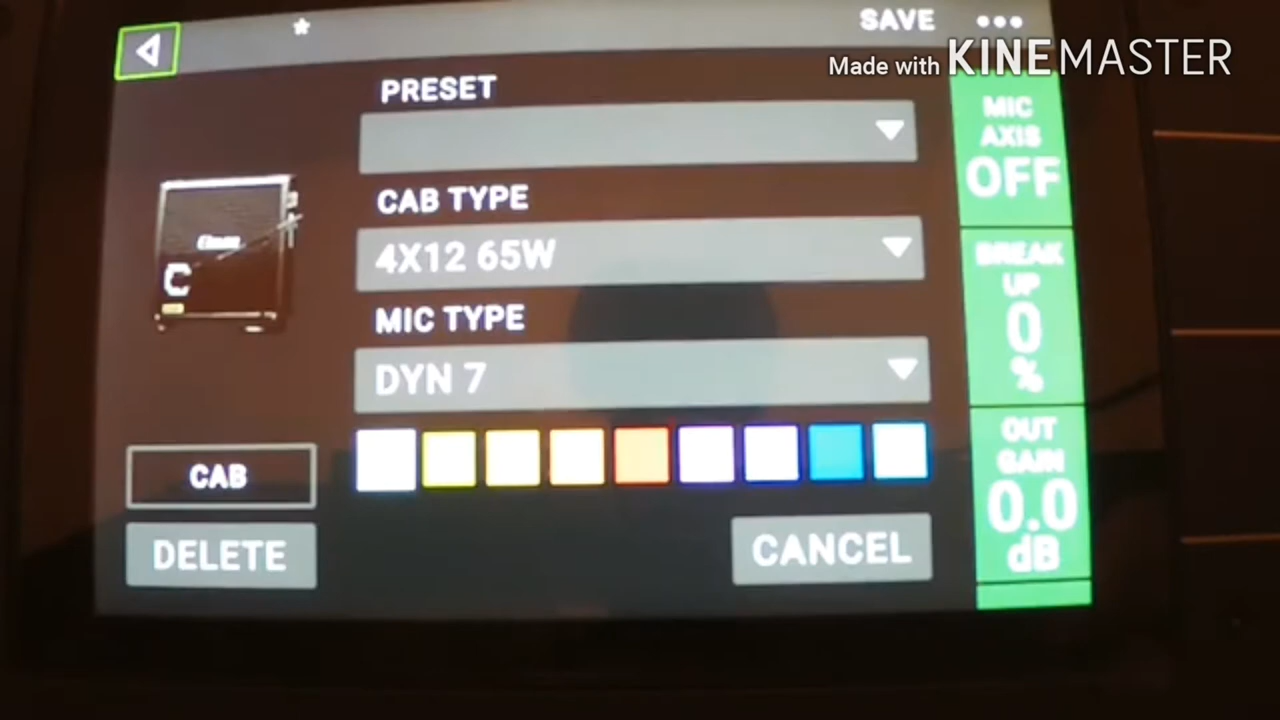 SAVE
Made with KINEMASTER
PRESET
CAB TYPE
4X12 65W
MIC TYPE
DYN 7
C
CAB
DELETE
CANCEL
MIC
AXIS
OFF
BREAK
UP
0
%
OUT
GAIN
0.0
dB